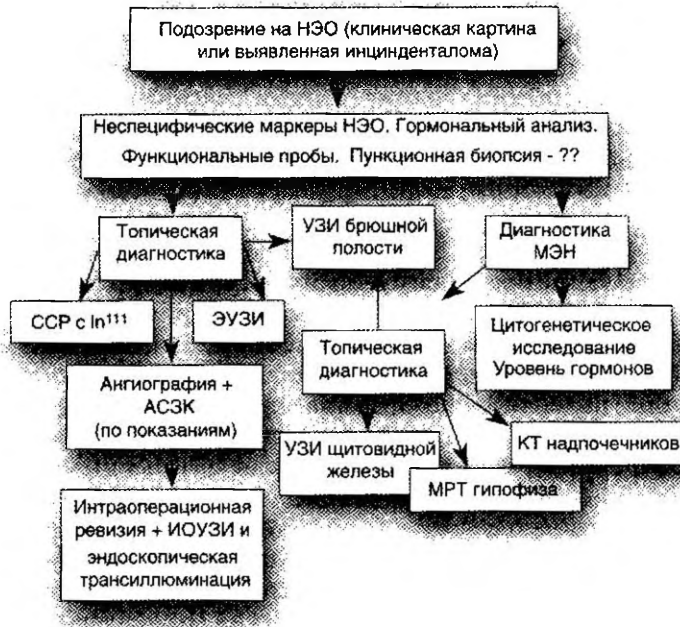 Подозрение на НЭО (клиническая картина
или выявленная инциденталома)
Неспецифические маркеры НЭО. Гормональный анализ.
Функциональные пробы. Пункционная биопсия - ??
Топическая
диагностика
УЗИ брюшной
полости
Диагностика
МЭН
ССР с In¹¹¹
ЭУЗИ
Топическая
диагностика
Цитогенетическое
исследование
Уровень гормонов
Ангиография +
АСЗК
(по показаниям)
УЗИ щитовидной
железы
КТ надпочечников
МРТ гипофиза
Интраоперационная
ревизия + ИОУЗИ и
эндоскопическая
трансиллюминация